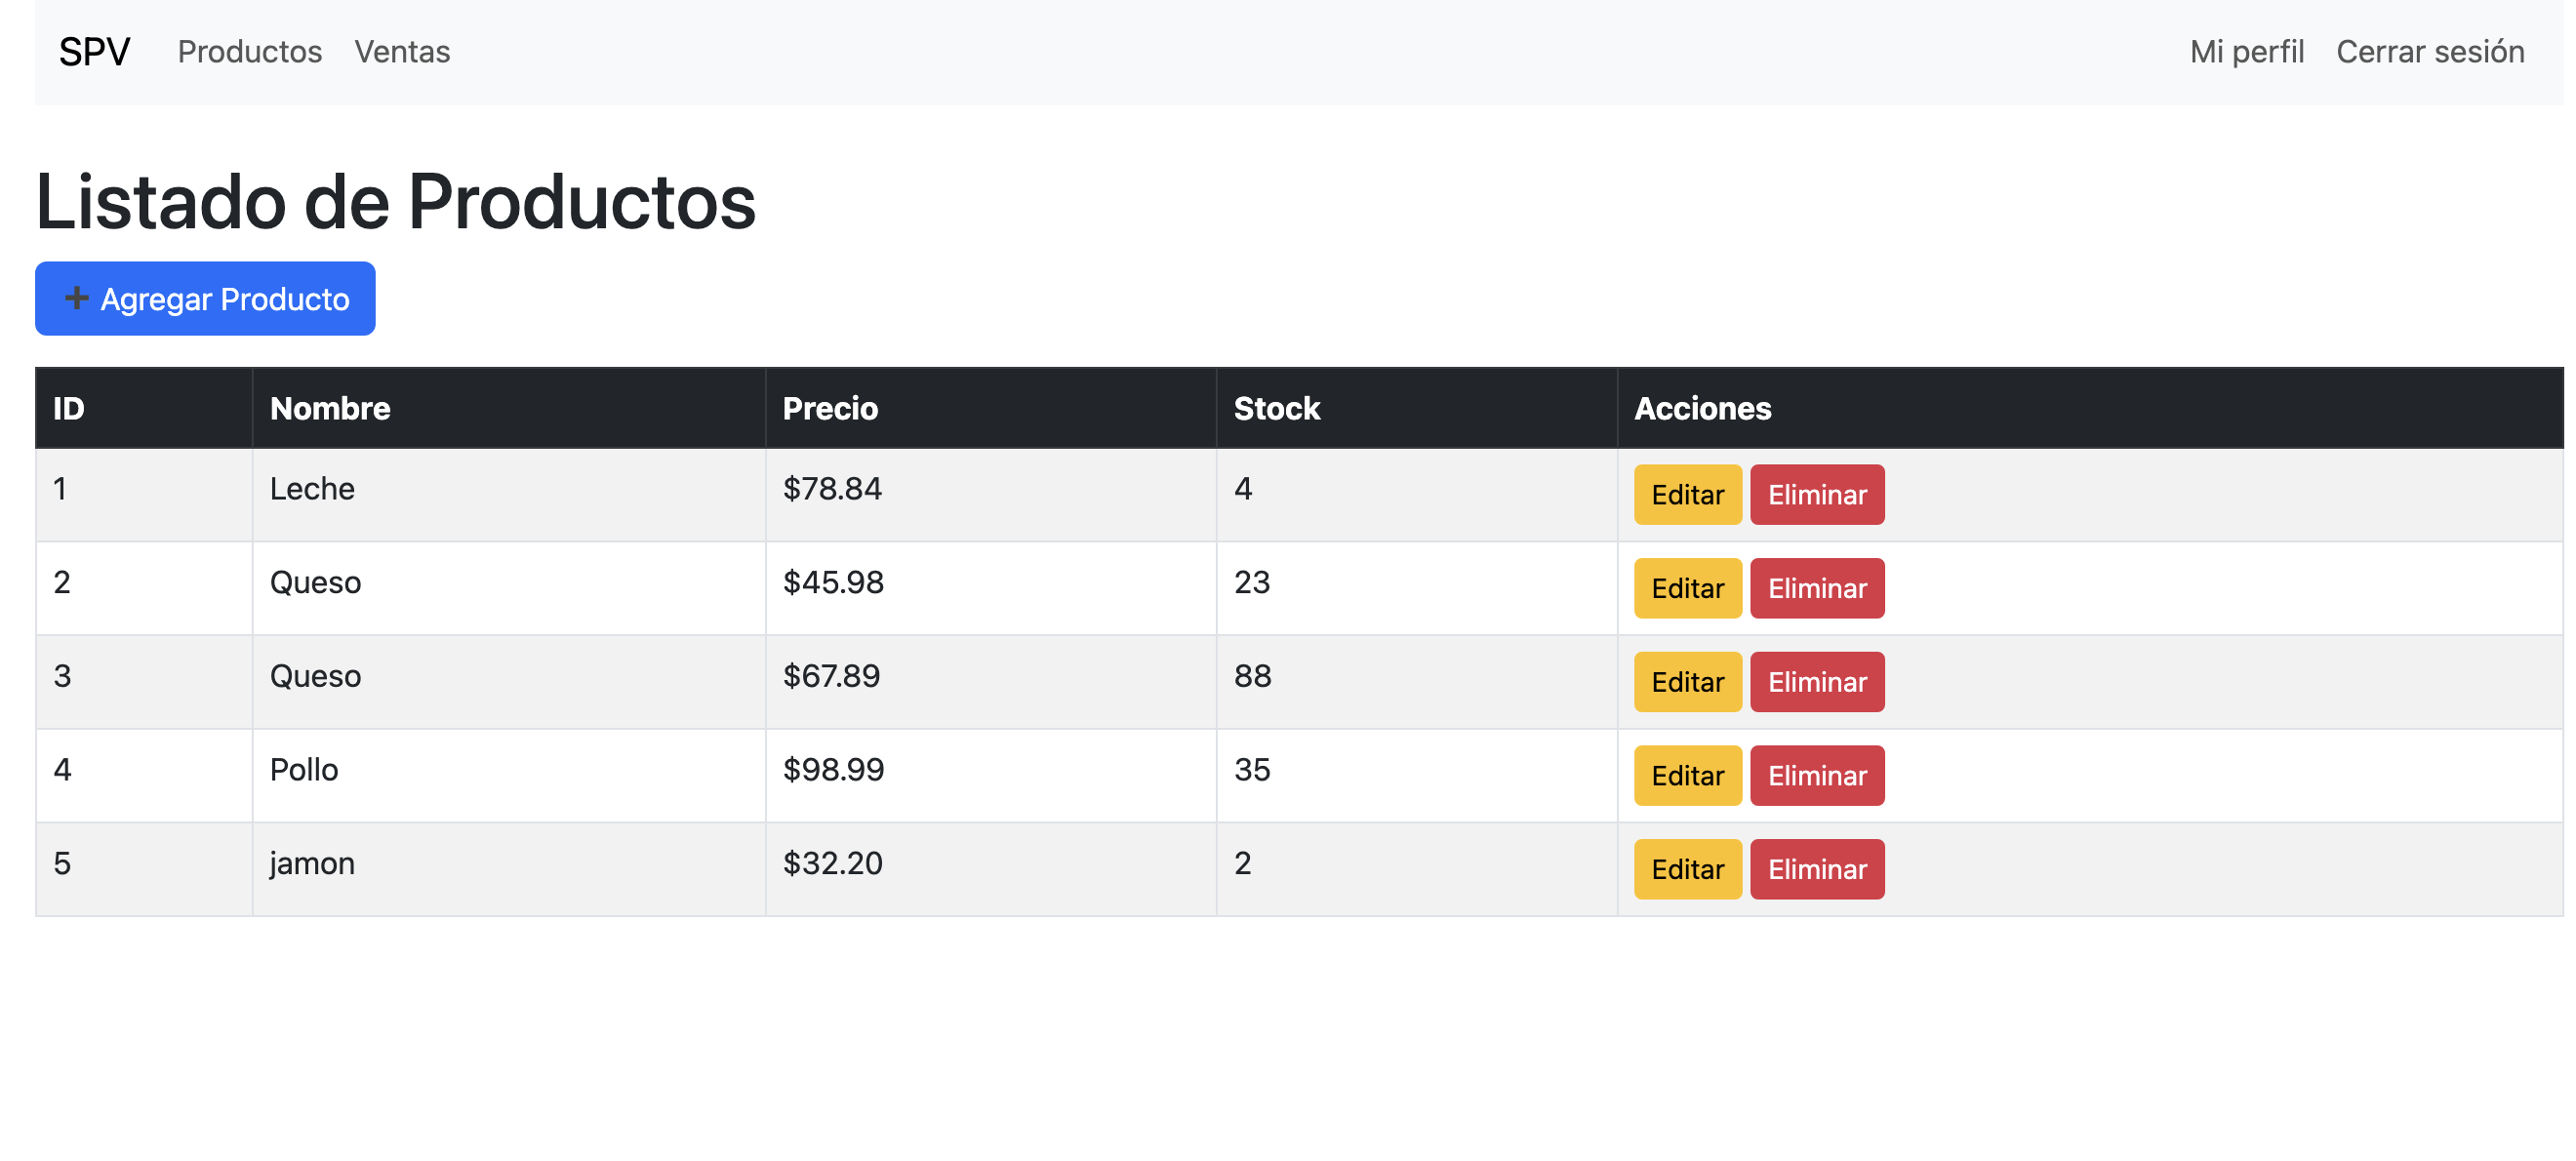 SPV Productos Ventas Mi perfil Cerrar sesión
Listado de Productos
+ Agregar Producto
ID Nombre Precio Stock Acciones
1 Leche $78.84 4 Editar Eliminar
2 Queso $45.98 23 Editar Eliminar
3 Queso $67.89 88 Editar Eliminar
4 Pollo $98.99 35 Editar Eliminar
5 jamon $32.20 2 Editar Eliminar